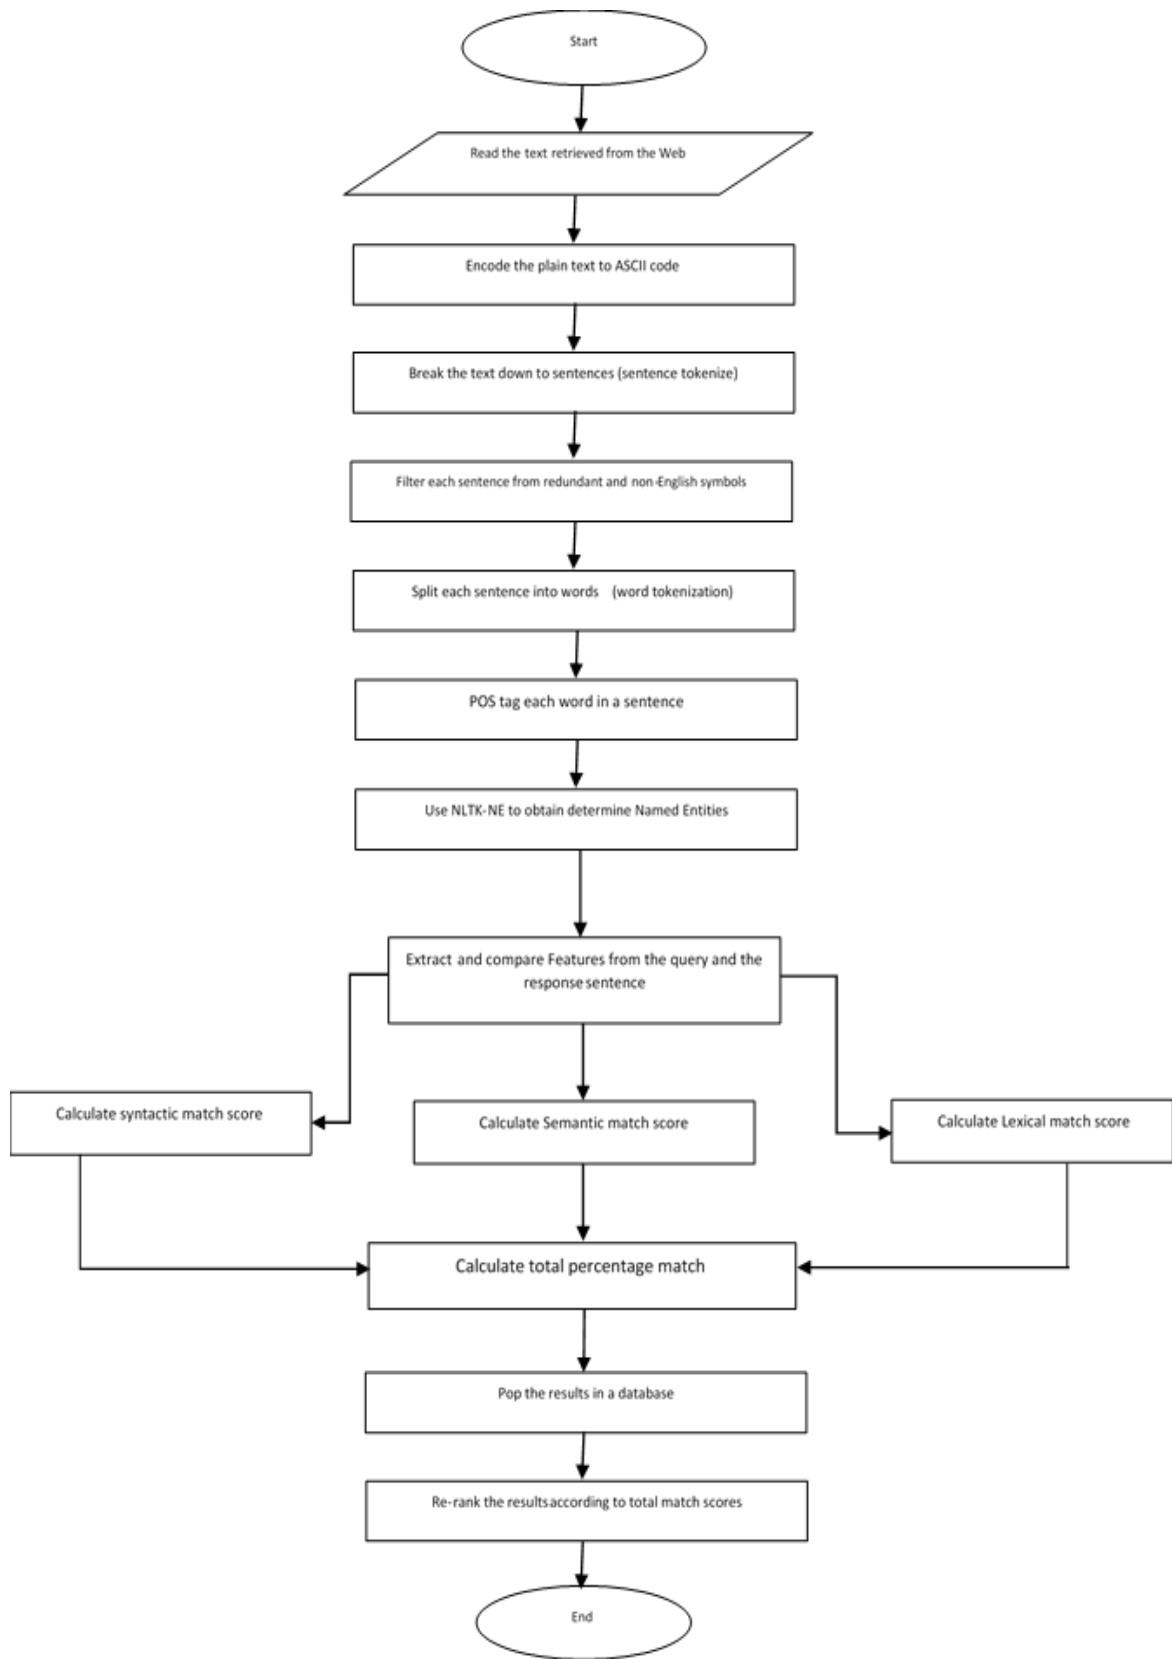 Start
Read the text retrieved from the Web
Encode the plain text to ASCII code
Break the text down to sentences (sentence tokenize)
Filter each sentence from redundant and non-English symbols
Split each sentence into words (word tokenization)
POS tag each word in a sentence
Use NLTK-NE to obtain determine Named Entities
Extract and compare Features from the query and the
response sentence
Calculate syntactic match score
Calculate Semantic match score
Calculate Lexical match score
Calculate total percentage match
Pop the results in a database
Re-rank the results according to total match scores
End